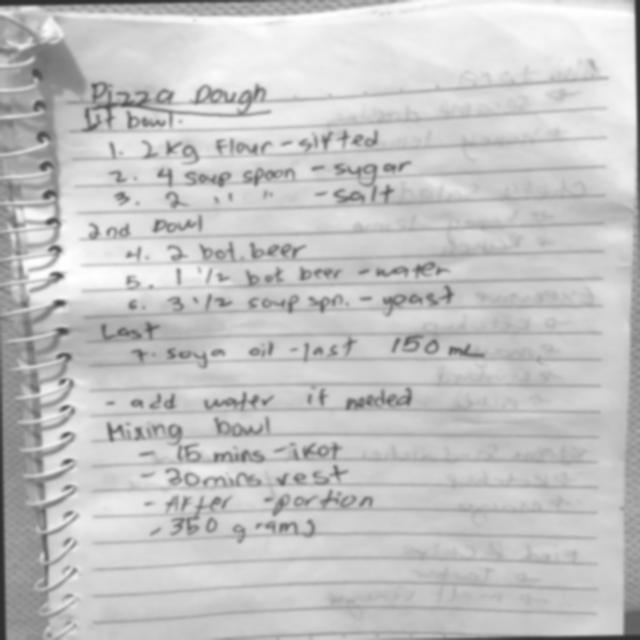 Pizza Dough
1st bowl:
1. 2 kg Flour - sifted
2. 4 soup spoon - sugar
3. 2 " " - salt
2nd bowl
4. 2 bot. beer
5. 1 1/2 bot beer - water
6. 3 1/2 soup spn. - yeast
Last
7. soya oil - last 150 mL
- add water if needed
Mixing bowl
- 15 mins - ikot
- 30 mins rest
- After - portion
- 350 g